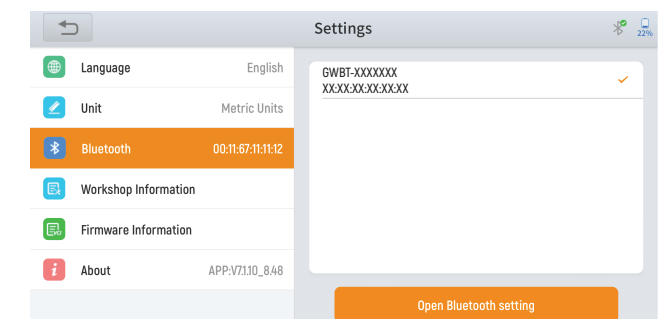 Settings
22%
Language English
Unit Metric Units
Bluetooth 00:11:67:11:11:12
Workshop Information
Firmware Information
About APP:V7.1.10_8.48
GWBT-XXXXXXX
XX:XX:XX:XX:XX:XX
Open Bluetooth setting